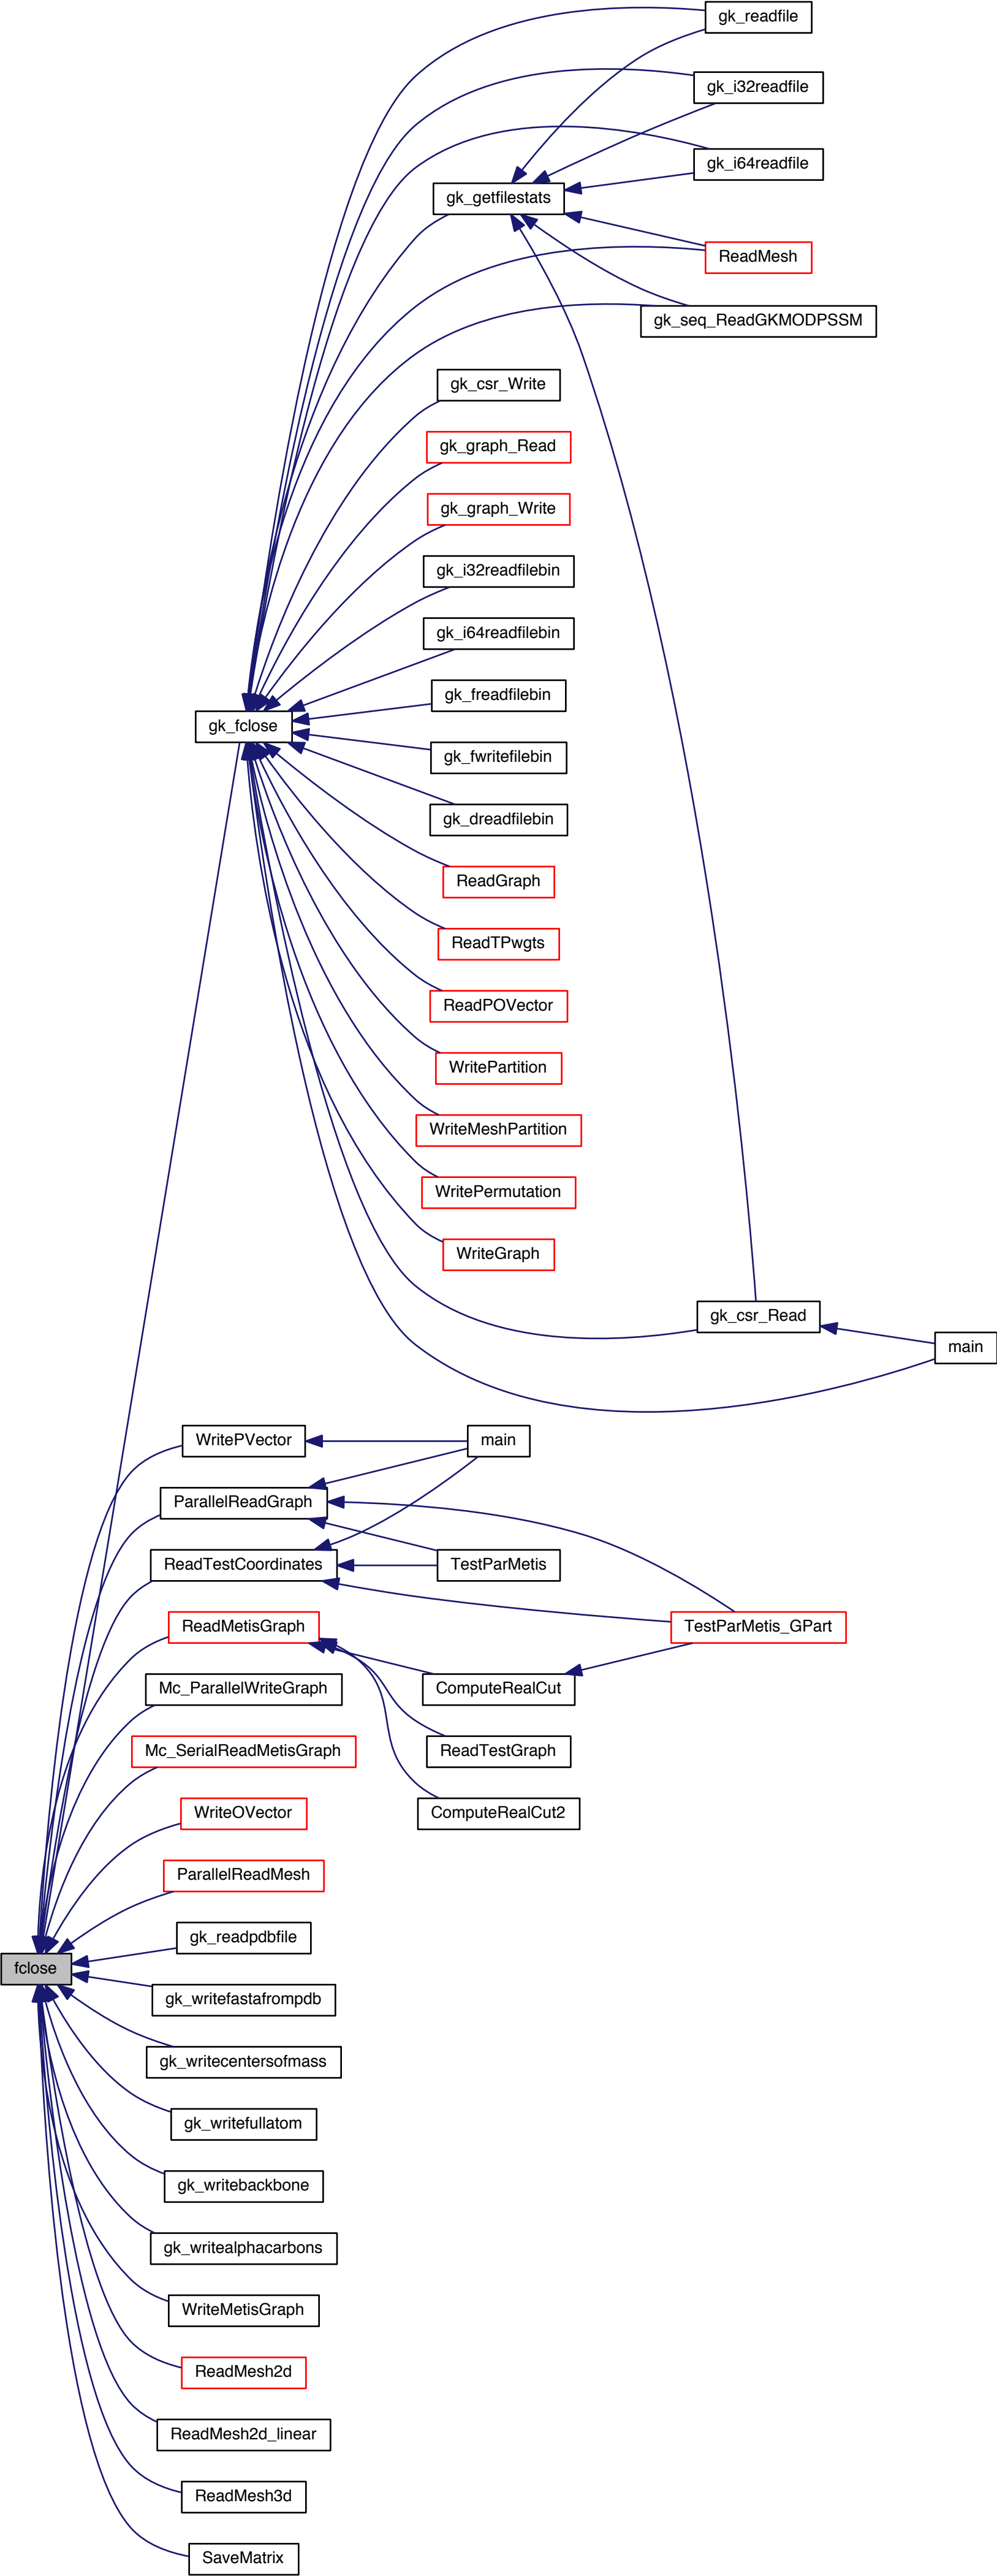 gk_readfile
gk_i32readfile
gk_i64readfile
gk_getfilestats
ReadMesh
gk_seq_ReadGKMODPSSM
gk_csr_Write
gk_graph_Read
gk_graph_Write
gk_i32readfilebin
gk_i64readfilebin
gk_freadfilebin
gk_fclose
gk_fwritefilebin
gk_dreadfilebin
ReadGraph
ReadTPwgts
ReadPOVector
WritePartition
WriteMeshPartition
WritePermutation
WriteGraph
gk_csr_Read
main
WritePVector
main
ParallelReadGraph
ReadTestCoordinates
TestParMetis
ReadMetisGraph
TestParMetis_GPart
Mc_ParallelWriteGraph
ComputeRealCut
Mc_SerialReadMetisGraph
ReadTestGraph
WriteOVector
ComputeRealCut2
ParallelReadMesh
gk_readpdbfile
fclose
gk_writefastafrompdb
gk_writecentersofmass
gk_writefullatom
gk_writebackbone
gk_writealphacarbons
WriteMetisGraph
ReadMesh2d
ReadMesh2d_linear
ReadMesh3d
SaveMatrix